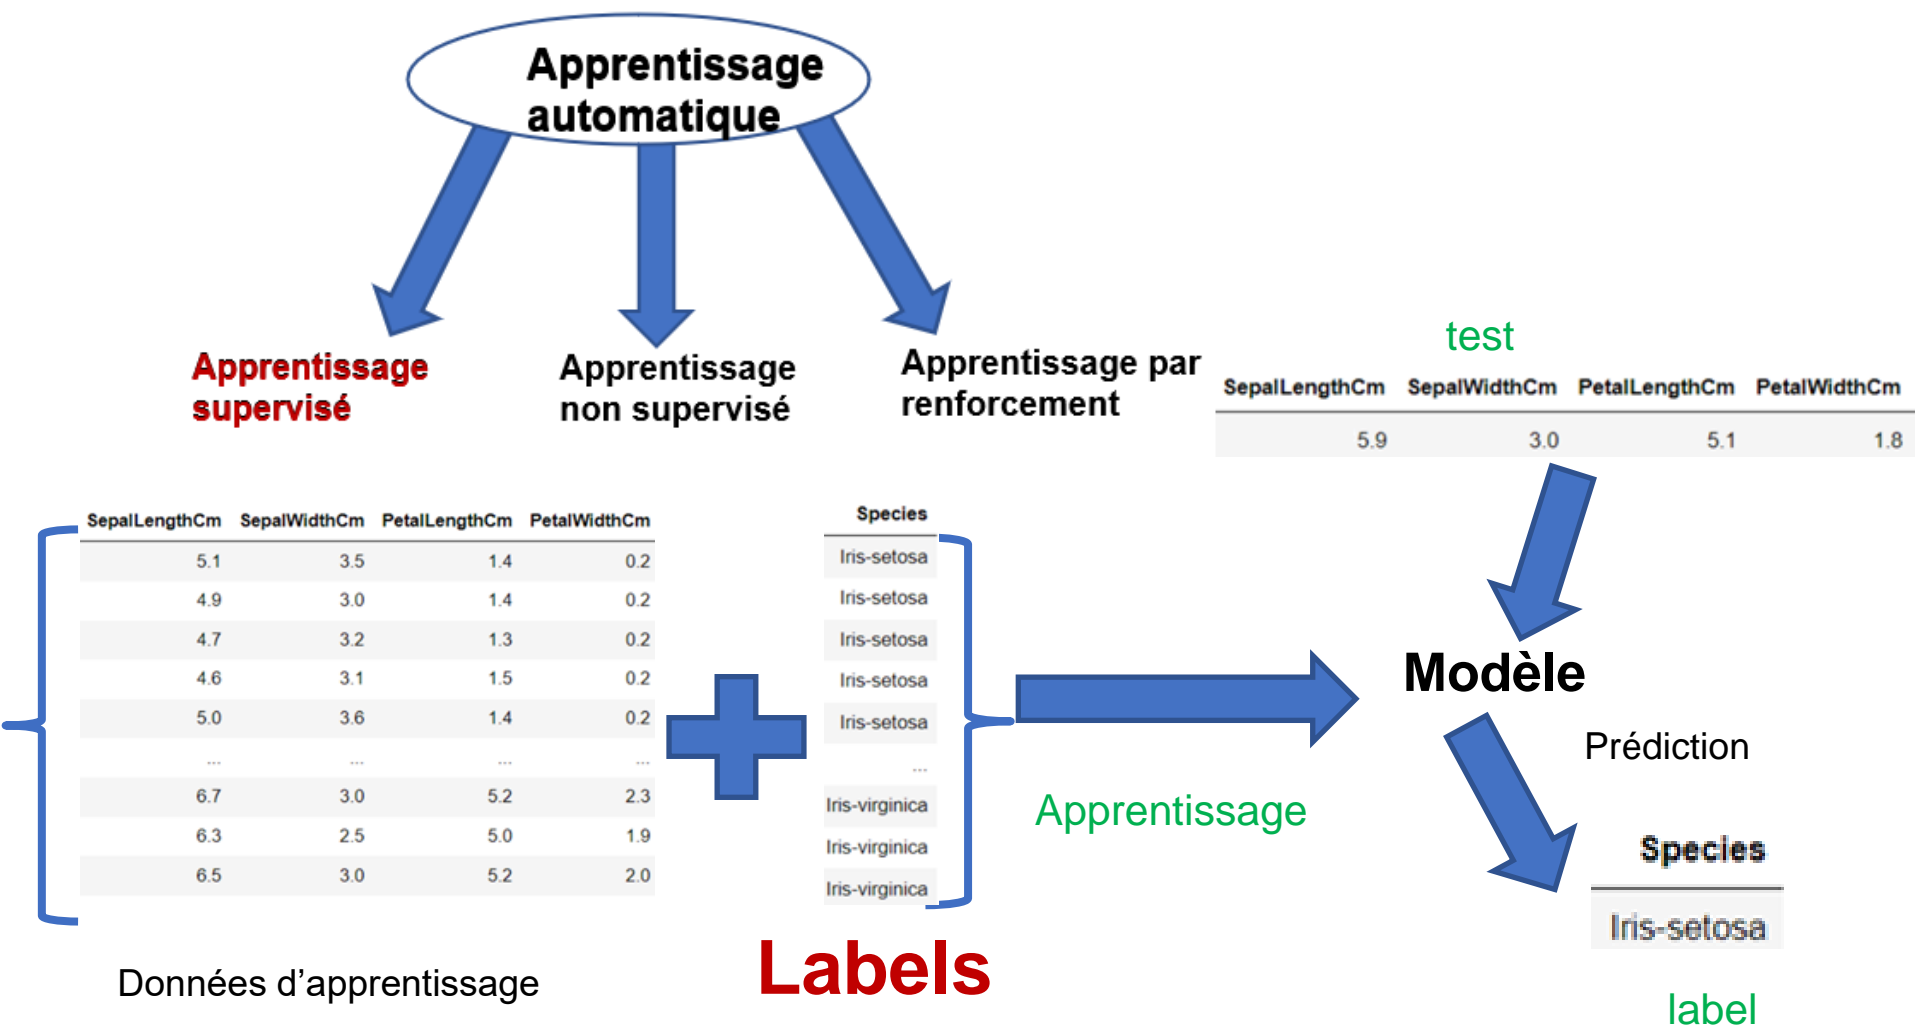 Apprentissage
automatique
Apprentissage
supervisé
Apprentissage
non supervisé
Apprentissage par
renforcement
test
SepalLengthCm SepalWidthCm PetalLengthCm PetalWidthCm
5.9 3.0 5.1 1.8
SepalLengthCm SepalWidthCm PetalLengthCm PetalWidthCm
5.1 3.5 1.4 0.2
4.9 3.0 1.4 0.2
4.7 3.2 1.3 0.2
4.6 3.1 1.5 0.2
5.0 3.6 1.4 0.2
... ... ... ...
6.7 3.0 5.2 2.3
6.3 2.5 5.0 1.9
6.5 3.0 5.2 2.0
Données d’apprentissage
Species
Iris-setosa
Iris-setosa
Iris-setosa
Iris-setosa
Iris-setosa
...
Iris-virginica
Iris-virginica
Iris-virginica
Labels
Apprentissage
Modèle
Prédiction
Species
Iris-setosa
label